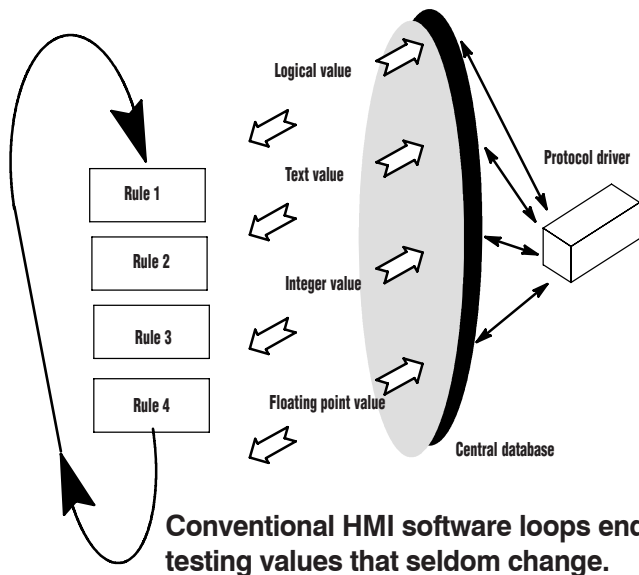 Logical value
Protocol driver
Text value
Rule 1
Rule 2
Integer value
Rule 3
Rule 4
Floating point value
Central database
Conventional HMI software loops end
testing values that seldom change.